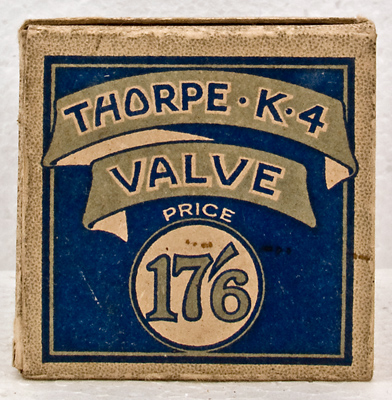 THORPE·K·4
VALVE
PRICE
17'6